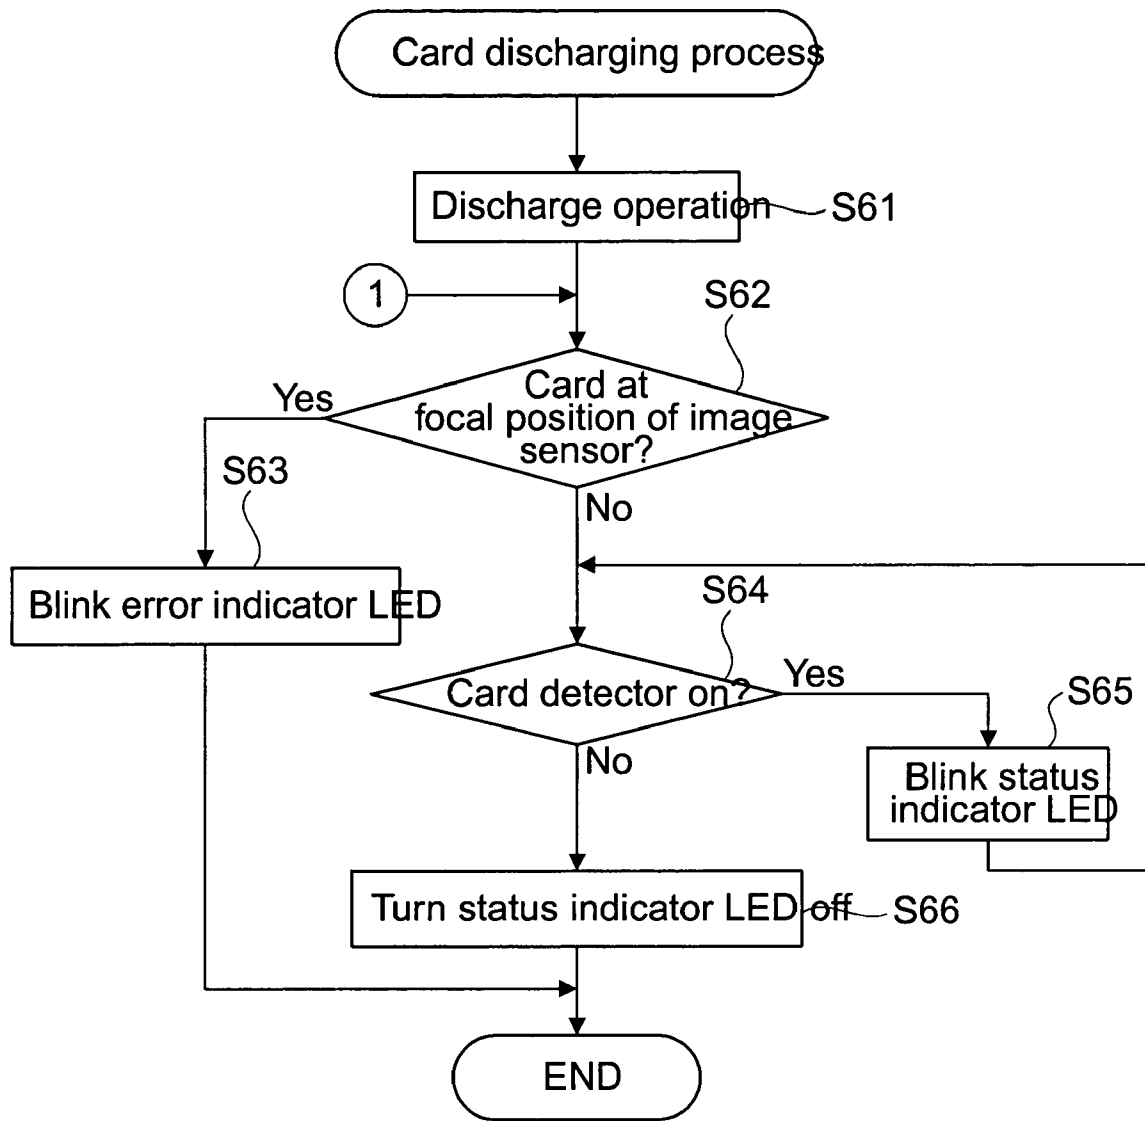 Card discharging process
Discharge operation
S61
1
S62
Card at
focal position of image
sensor?
Yes
No
S63
Blink error indicator LED
S64
Card detector on?
Yes
No
S65
Blink status
indicator LED
Turn status indicator LED off
S66
END